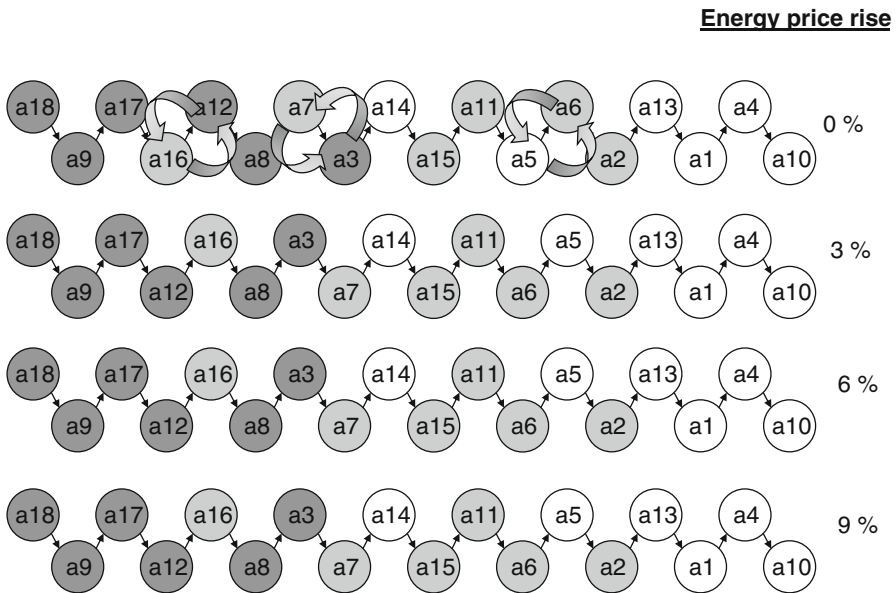 Energy price rise
a18 a17 a12 a7 a14 a11 a6 a13 a4
0 %
a9 a16 a8 a3 a15 a5 a2 a1 a10
a18 a17 a16 a3 a14 a11 a5 a13 a4
3 %
a9 a12 a8 a7 a15 a6 a2 a1 a10
a18 a17 a16 a3 a14 a11 a5 a13 a4
6 %
a9 a12 a8 a7 a15 a6 a2 a1 a10
a18 a17 a16 a3 a14 a11 a5 a13 a4
9 %
a9 a12 a8 a7 a15 a6 a2 a1 a10